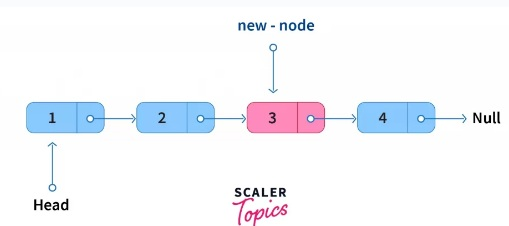 new - node
1 2 3 4 Null
Head
SCALER
Topics